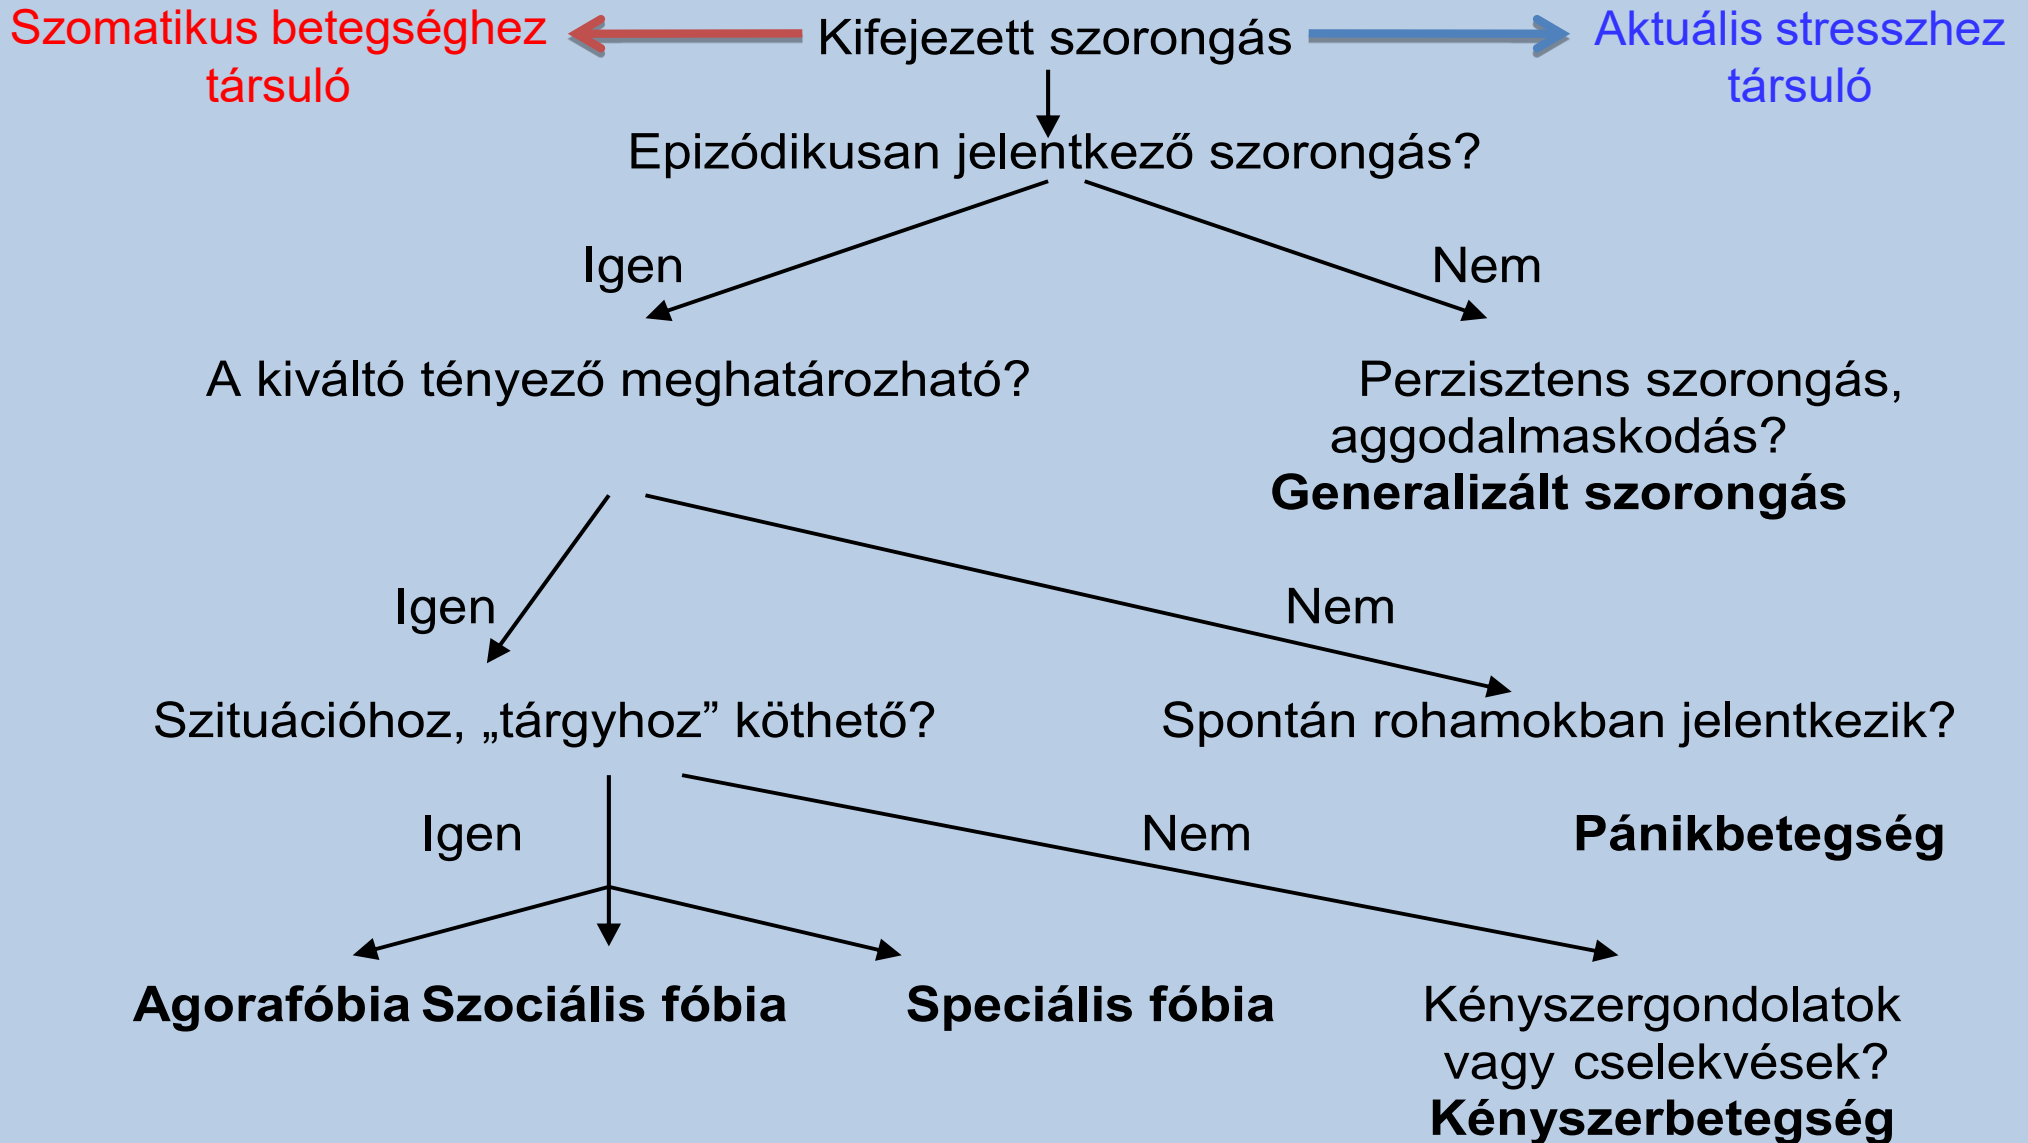 Szomatikus betegséghez
társuló
Kifejezett szorongás
Aktuális stresszhez
társuló
Epizódikusan jelentkező szorongás?
Igen
Nem
A kiváltó tényező meghatározható?
Perzisztens szorongás,
aggodalmaskodás?
Generalizált szorongás
Igen
Nem
Szituációhoz, „tárgyhoz” köthető?
Spontán rohamokban jelentkezik?
Igen
Nem
Pánikbetegség
Agorafóbia
Szociális fóbia
Speciális fóbia
Kényszergondolatok
vagy cselekvések?
Kényszerbetegség